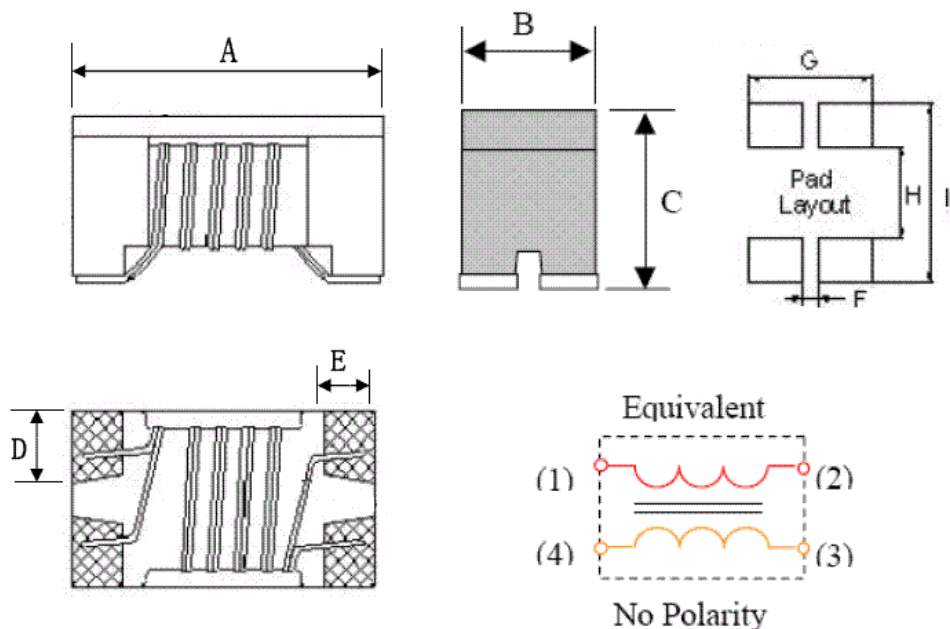 A
B
C
G
Pad
Layout
H
I
F
D
E
Equivalent
(1) (2)
(4) (3)
No Polarity